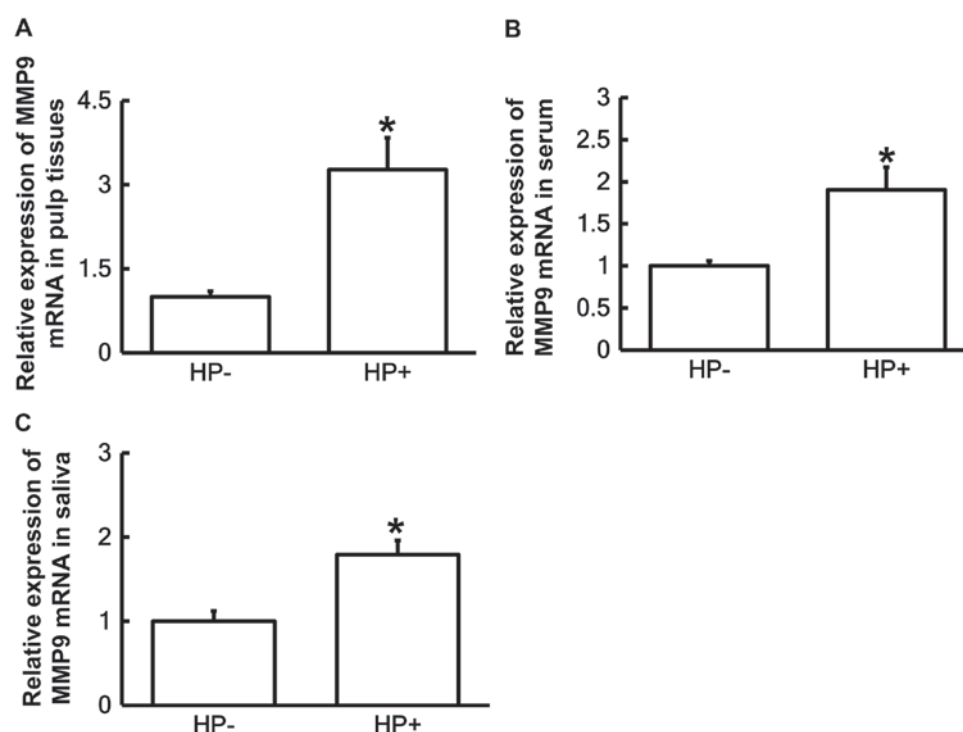 A
Relative expression of MMP9
mRNA in pulp tissues
4.5
3
1.5
0
*
HP-
HP+
B
Relative expression of
MMP9 mRNA in serum
3
2.5
2
1.5
1
0.5
0
*
HP-
HP+
C
Relative expression of
MMP9 mRNA in saliva
3
2
1
0
*
HP-
HP+